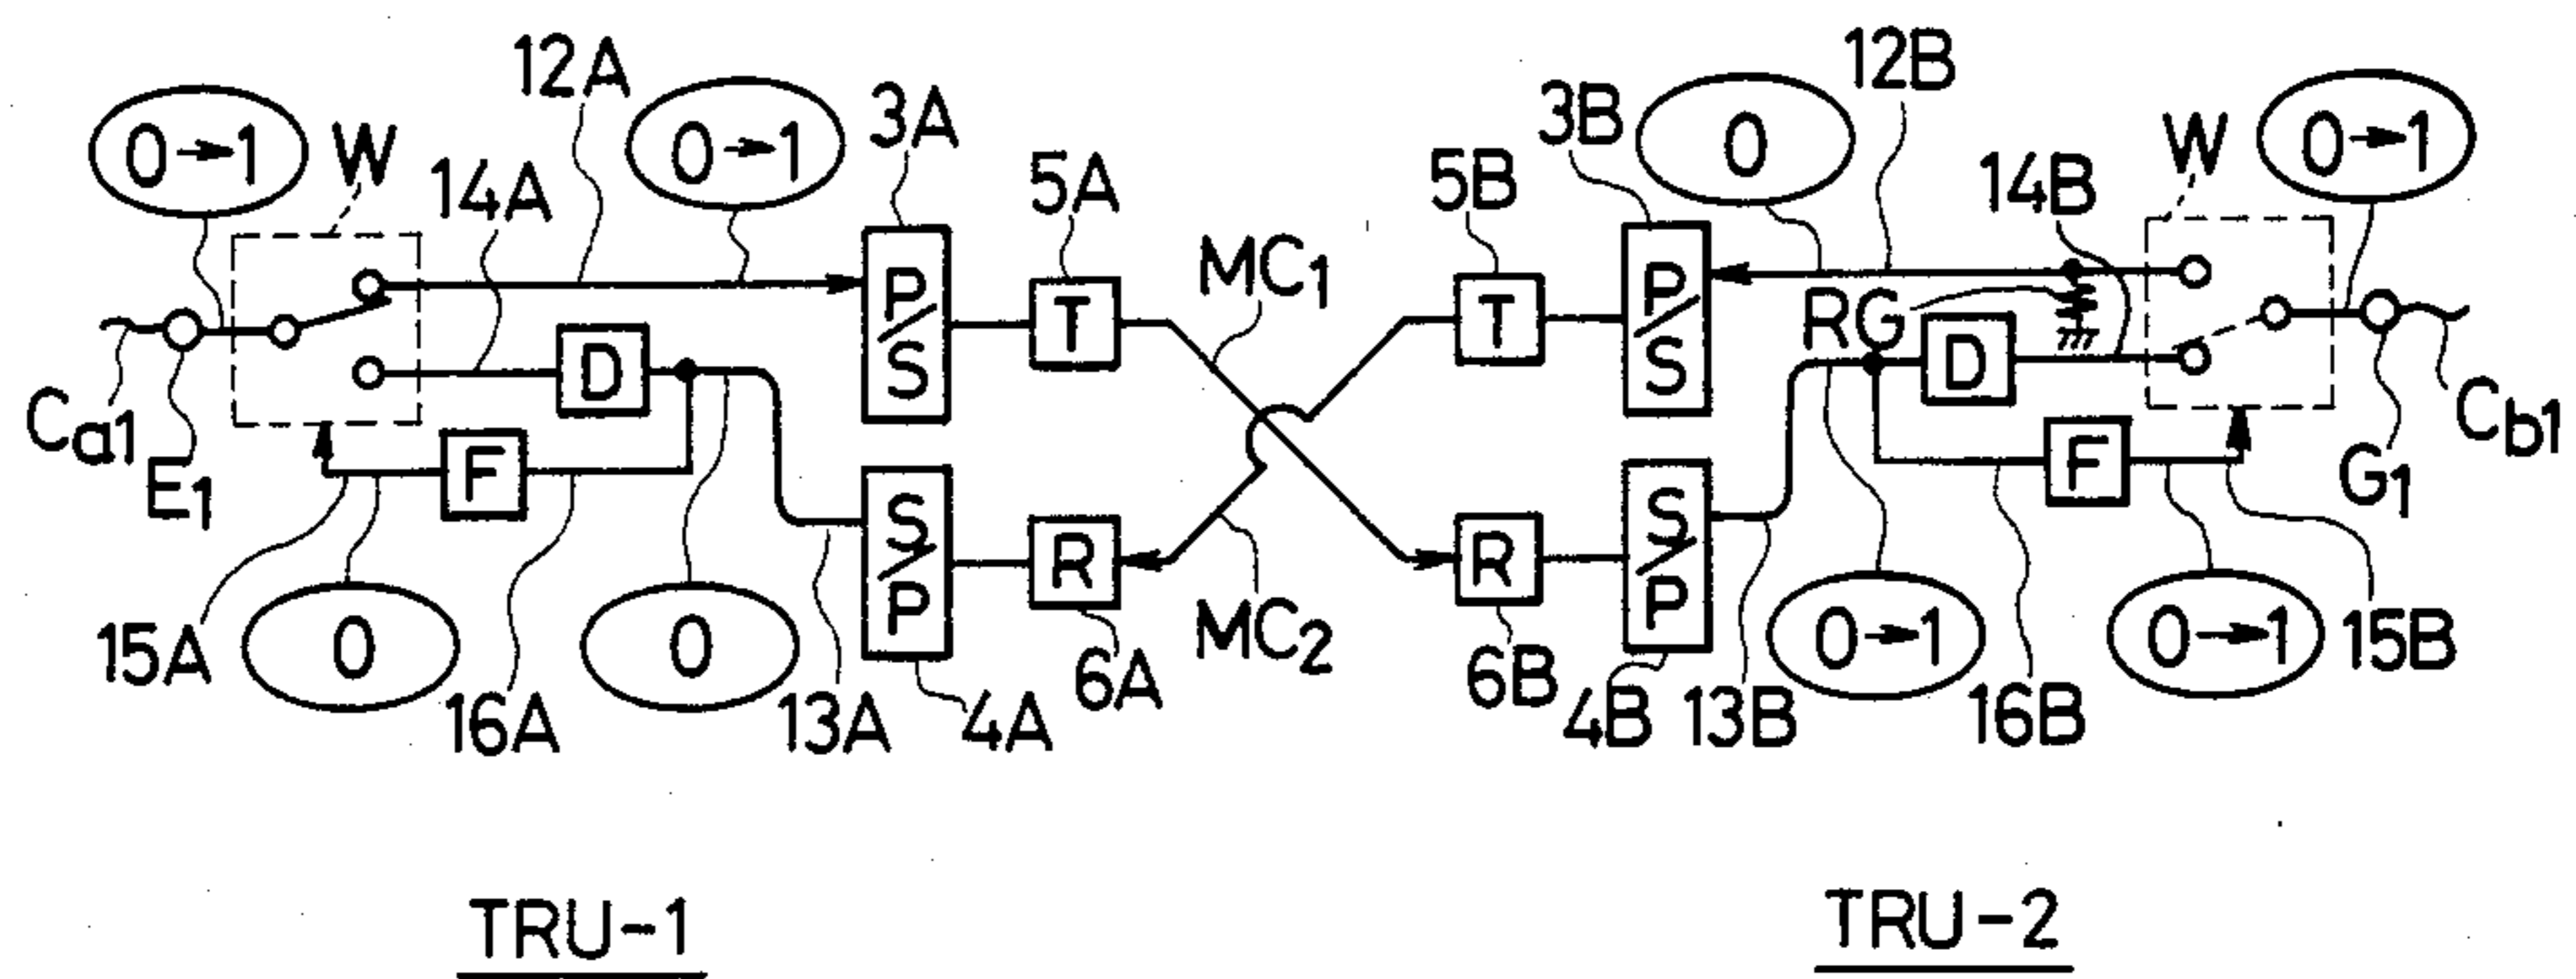 12A
12B
0→1
W
0→1
3A
3B
0
W
0→1
14A
5A
5B
14B
MC1
P/S
T
T
P/S
RG
D
D
Ca1
E1
F
F
G1
Cb1
S/P
R
R
S/P
15A
0
0
MC2
0→1
0→1
15B
16A
13A
4A
6A
6B
4B
13B
16B
TRU-1
TRU-2